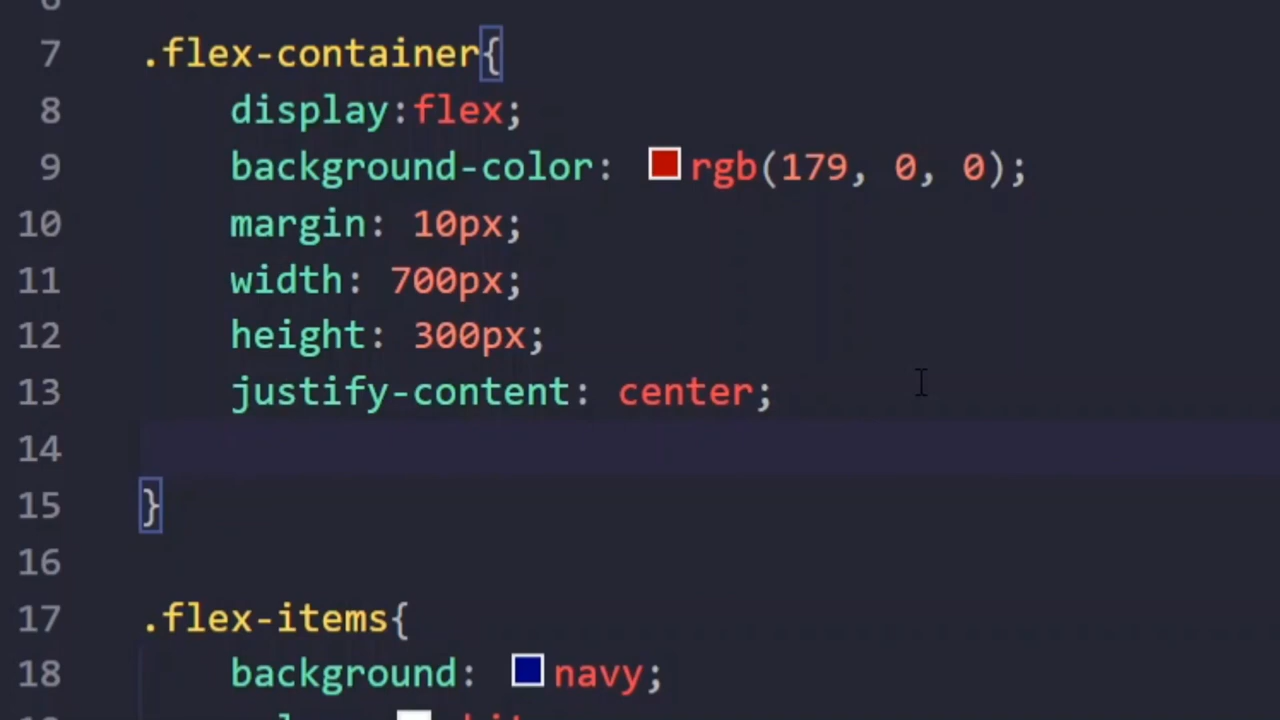 7 .flex-container{
8 display:flex;
9 background-color: rgb(179, 0, 0);
10 margin: 10px;
11 width: 700px;
12 height: 300px;
13 justify-content: center;
14
15 }
16
17 .flex-items{
18 background: navy;